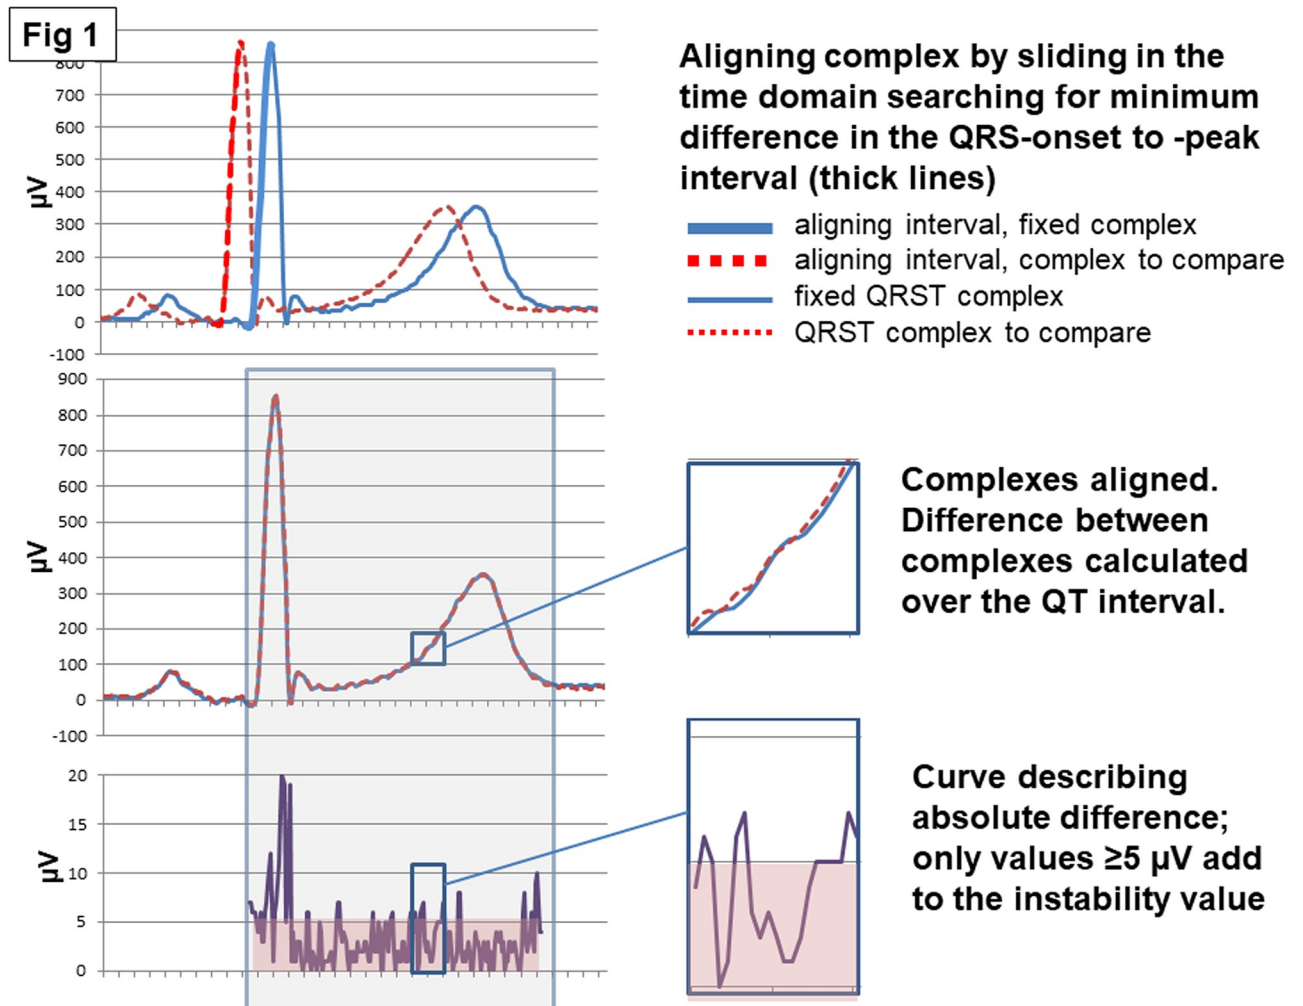 Fig 1
800
700
600
500
400
300
200
100
0
-100
µV
Aligning complex by sliding in the
time domain searching for minimum
difference in the QRS-onset to -peak
interval (thick lines)
aligning interval, fixed complex
aligning interval, complex to compare
fixed QRST complex
QRST complex to compare
900
800
700
600
500
400
300
200
100
0
-100
µV
Complexes aligned.
Difference between
complexes calculated
over the QT interval.
20
15
10
5
0
µV
Curve describing
absolute difference;
only values ≥5 µV add
to the instability value